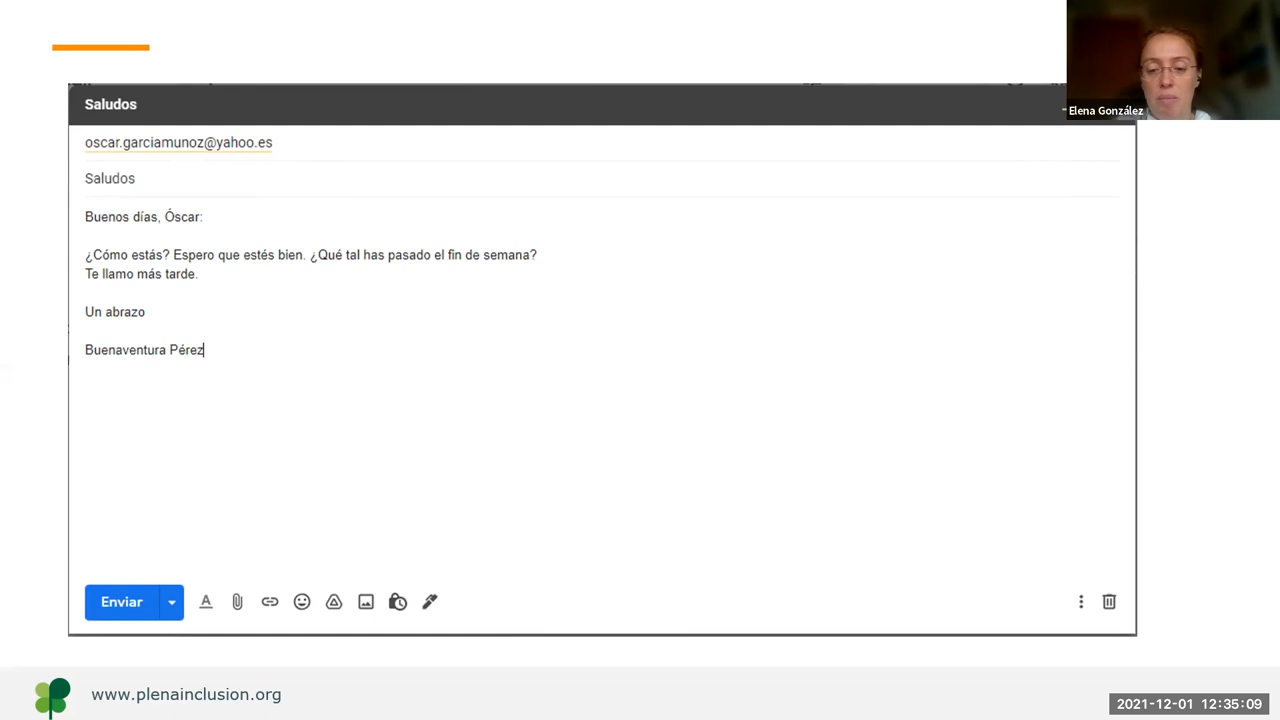 Saludos
Elena González
oscar.garciamunoz@yahoo.es
Saludos
Buenos días, Óscar:
¿Cómo estás? Espero que estés bien. ¿Qué tal has pasado el fin de semana?
Te llamo más tarde.
Un abrazo
Buenaventura Pérez
Enviar
www.plenainclusion.org
2021-12-01 12:35:09